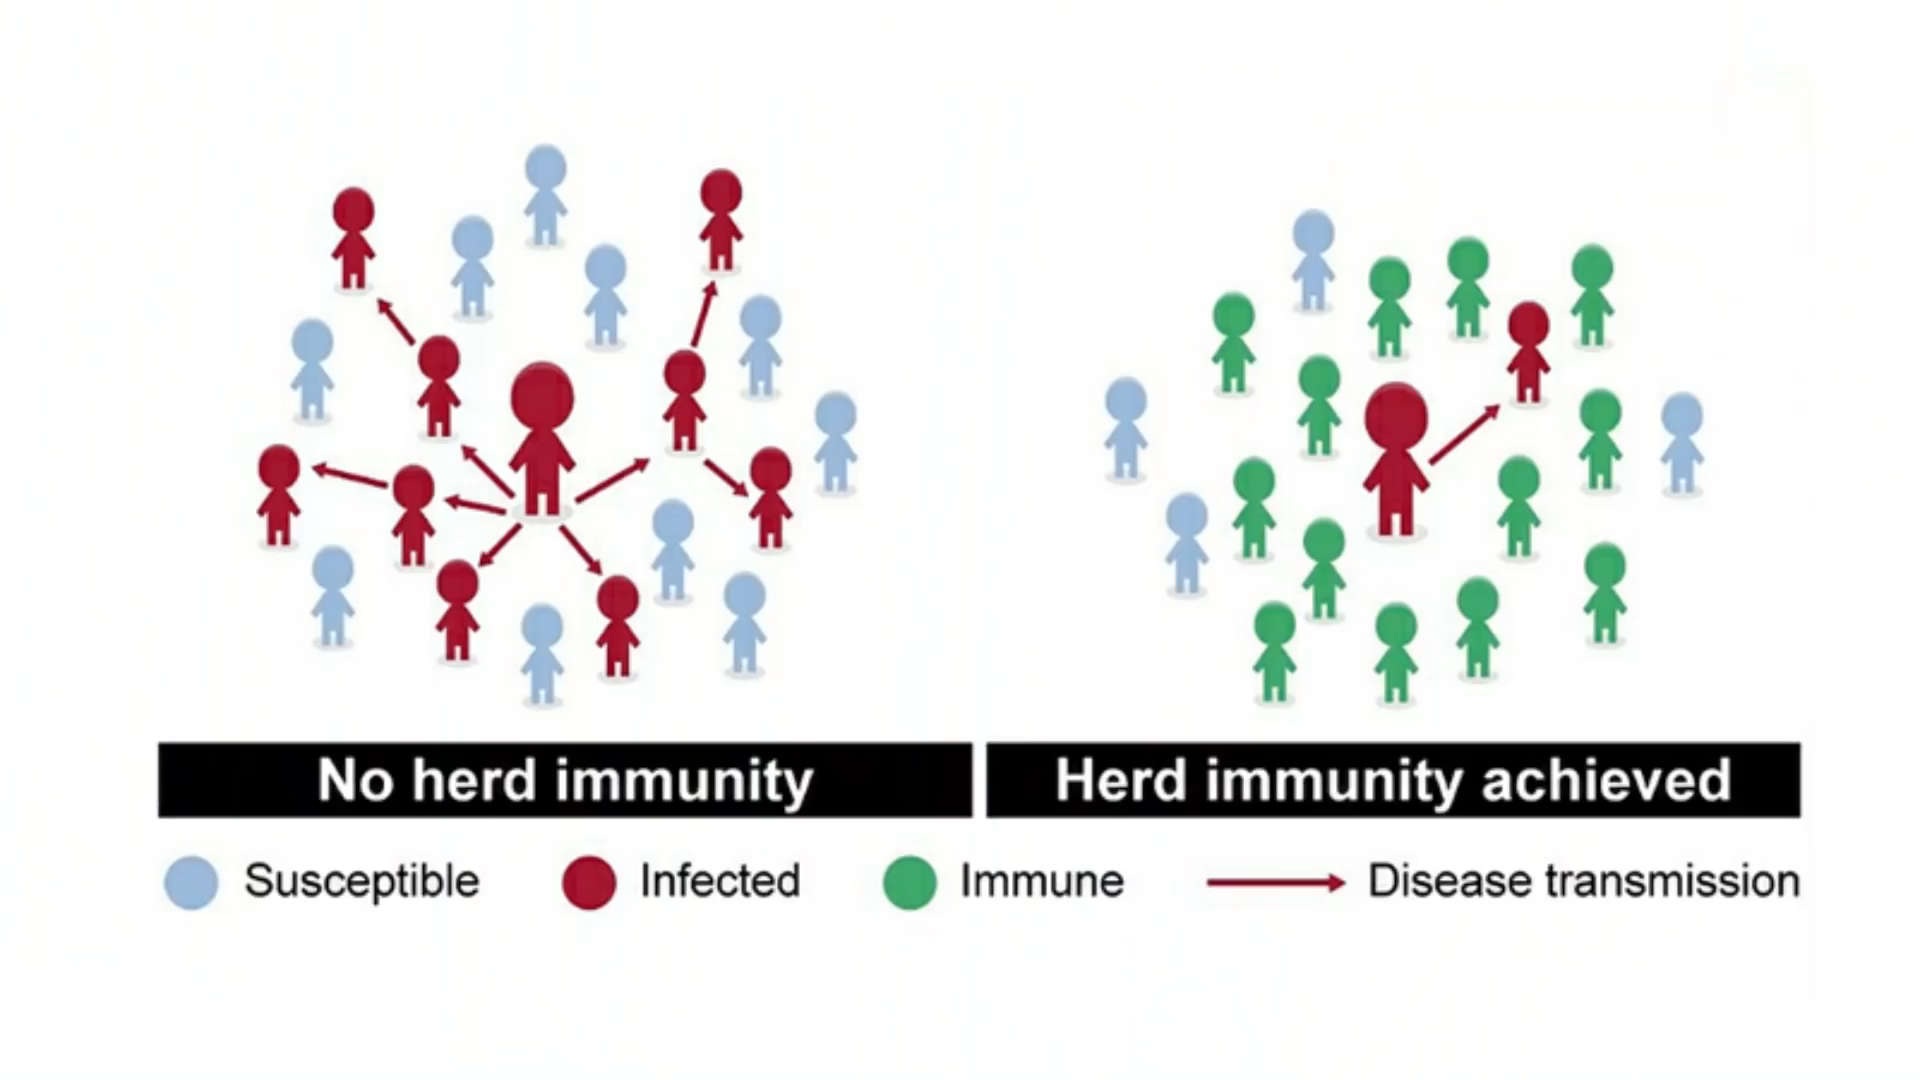 No herd immunity
Herd immunity achieved
Susceptible
Infected
Immune
Disease transmission